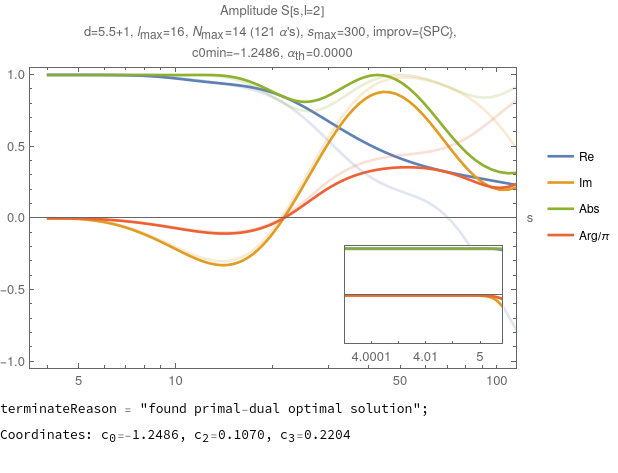 Amplitude S[s,l=2]
d=5.5+1, lmax=16, Nmax=14 (121 α's), smax=300, improv={SPC},
c0min=−1.2486, αth=0.0000
1.0
0.5
0.0
−0.5
−1.0
s
Re
Im
Abs
Arg/π
4.0001 4.01 5
5 10 50 100
terminateReason = "found primal-dual optimal solution";
Coordinates: c0=−1.2486, c2=0.1070, c3=0.2204